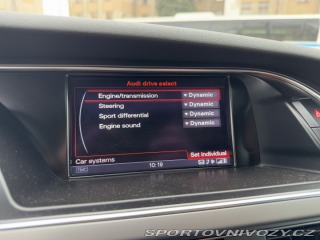 Audi drive select
Engine/transmission Dynamic
Steering Dynamic
Sport differential Dynamic
Engine sound Dynamic
Set individual
Car systems
TMC 10:19
SPORTOVNIVOZY.CZ